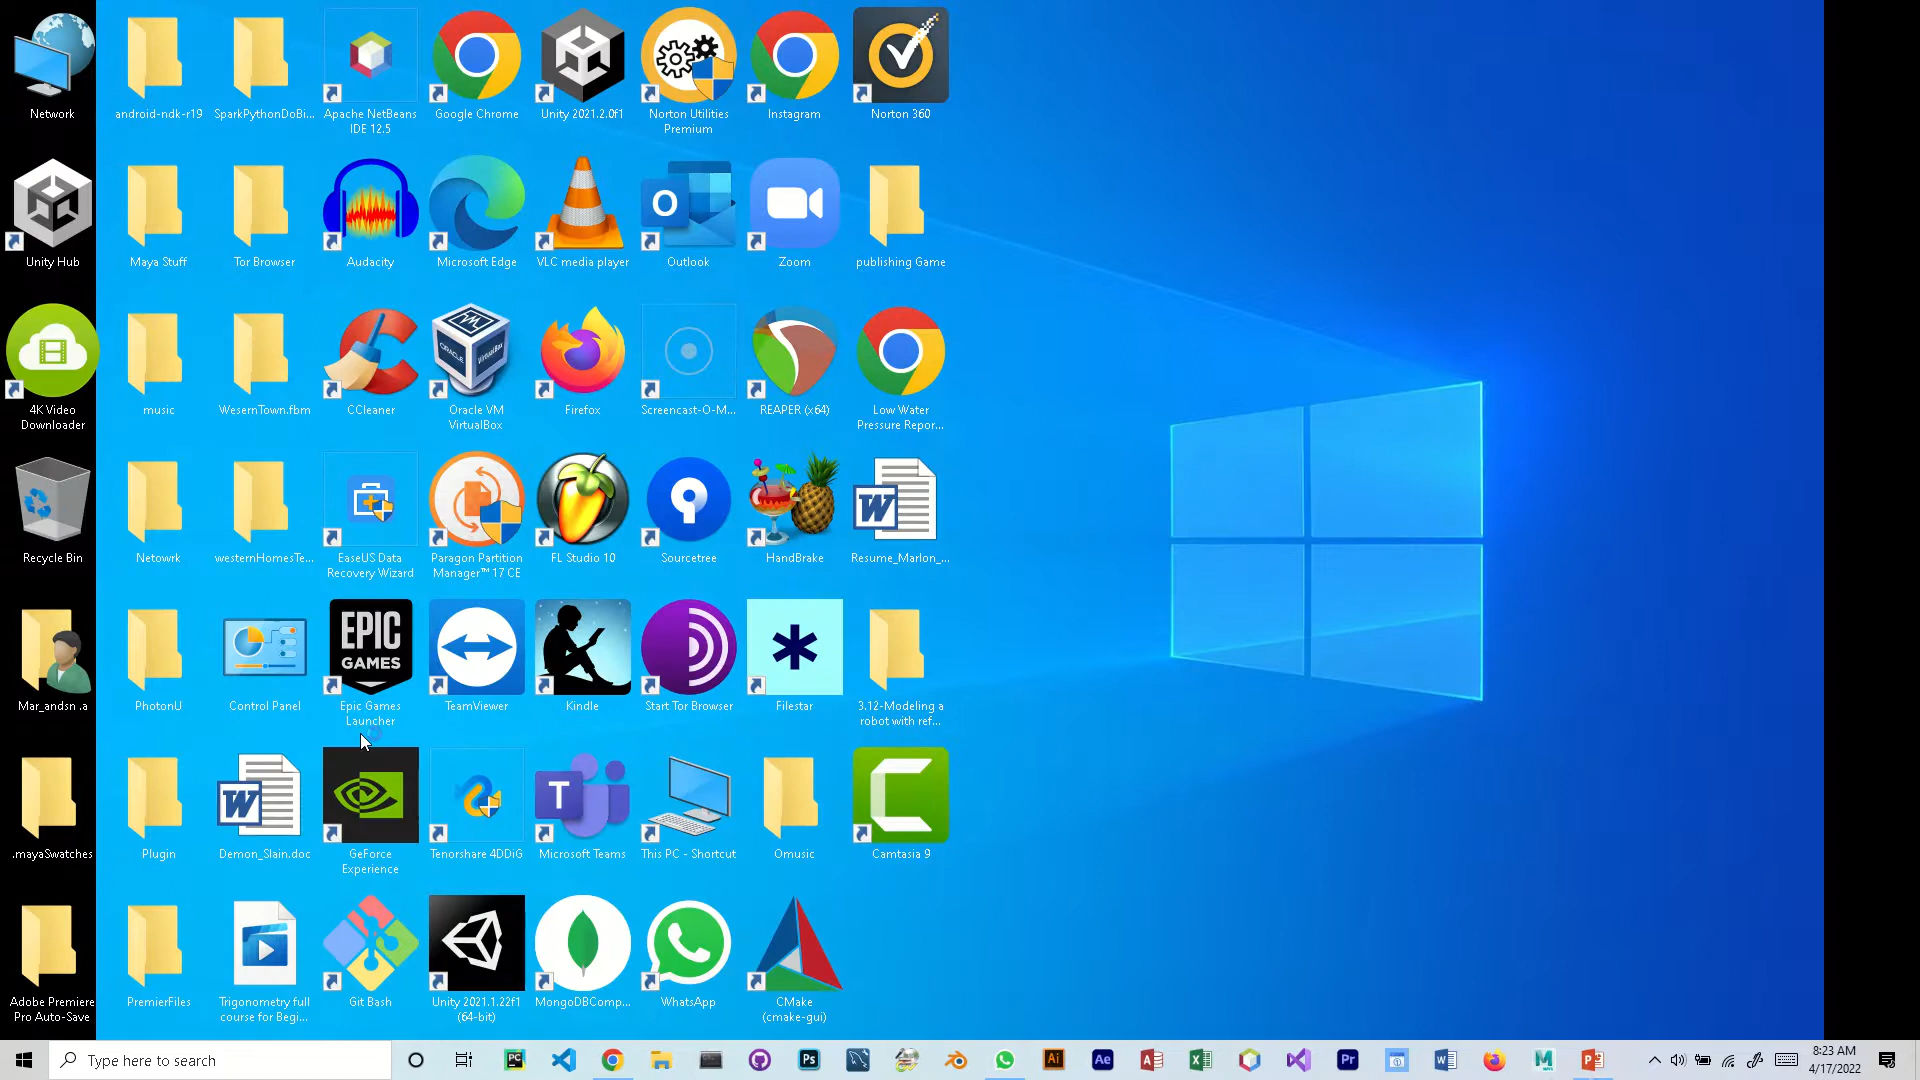 Network
android-ndk-r19
SparkPythonDoBi...
Apache NetBeans
IDE 12.5
Google Chrome
Unity 2021.2.0f1
Norton Utilities
Premium
Instagram
Norton 360
Unity Hub
Maya Stuff
Tor Browser
Audacity
Microsoft Edge
VLC media player
Outlook
Zoom
publishing Game
4K Video
Downloader
music
WesernTown.fbm
CCleaner
Oracle VM
VirtualBox
Firefox
Screencast-O-M...
REAPER (x64)
Low Water
Pressure Repor...
Recycle Bin
Netowrk
westernHomesTe...
EaseUS Data
Recovery Wizard
Paragon Partition
Manager™ 17 CE
FL Studio 10
Sourcetree
HandBrake
Resume_Marlon_...
EPIC
GAMES
Mar_andsn .a
PhotonU
Control Panel
Epic Games
Launcher
TeamViewer
Kindle
Start Tor Browser
Filestar
3.12-Modeling a
robot with ref...
.mayaSwatches
Plugin
Demon_Slain.doc
GeForce
Experience
Tenorshare 4DDiG
Microsoft Teams
This PC - Shortcut
Omusic
Camtasia 9
Adobe Premiere
Pro Auto-Save
PremierFiles
Trigonometry full
course for Begi...
Git Bash
Unity 2021.1.22f1
(64-bit)
MongoDBComp...
WhatsApp
CMake
(cmake-gui)
Type here to search
8:23 AM
4/17/2022